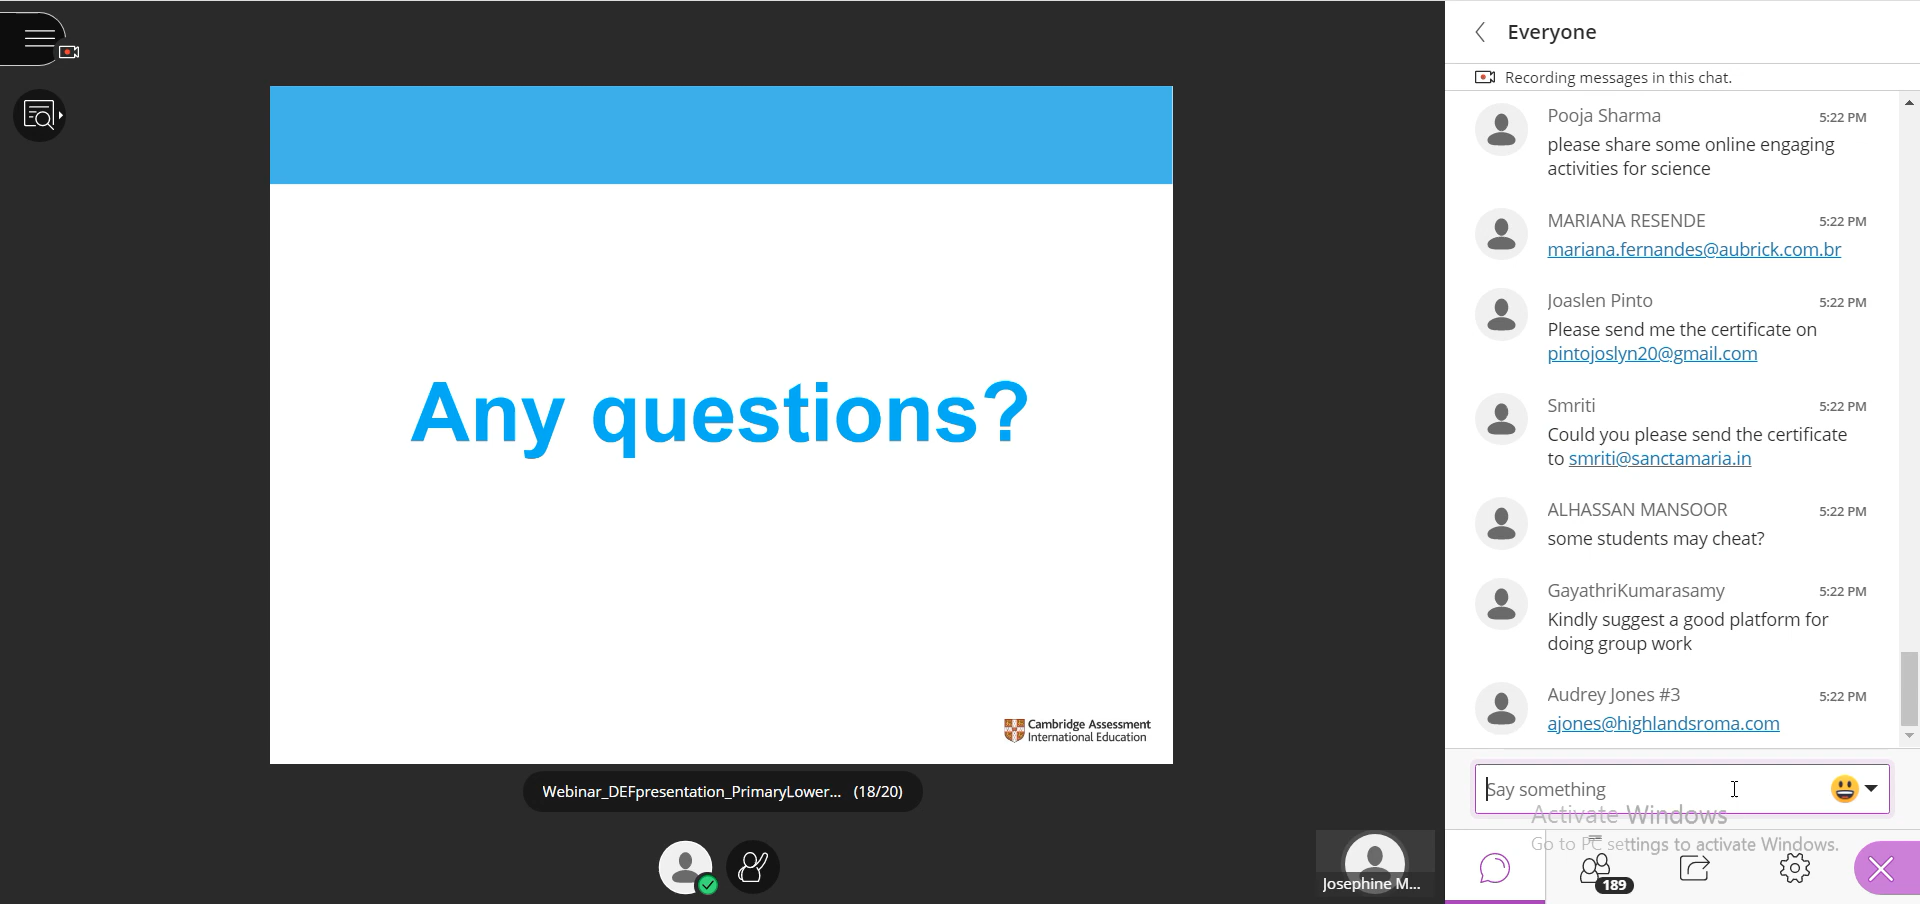 Any questions?
Cambridge Assessment
International Education
Webinar_DEFpresentation_PrimaryLower... (18/20)
Josephine M...
Everyone
Recording messages in this chat.
Pooja Sharma 5:22 PM
please share some online engaging
activities for science
MARIANA RESENDE 5:22 PM
mariana.fernandes@aubrick.com.br
Joaslen Pinto 5:22 PM
Please send me the certificate on
pintojoslyn20@gmail.com
Smriti 5:22 PM
Could you please send the certificate
to smriti@sanctamaria.in
ALHASSAN MANSOOR 5:22 PM
some students may cheat?
GayathriKumarasamy 5:22 PM
Kindly suggest a good platform for
doing group work
Audrey Jones #3 5:22 PM
ajones@highlandsroma.com
Say something
Activate Windows
Go to PC settings to activate Windows.
189